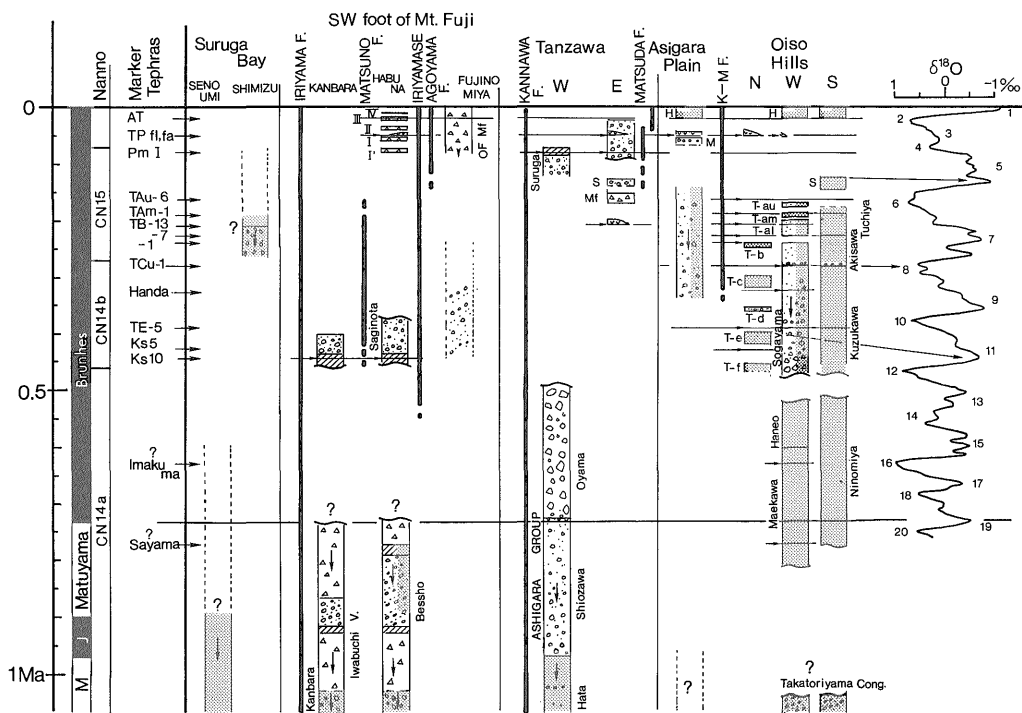 SW foot of Mt. Fuji
Nanno
Marker
Tephras
Suruga
Bay
SENO
UMI
SHIMIZU
IRIYAMA F.
KANBARA
MATSUNO F.
HABU
NA
IRIYAMASE F.
AGOYAMA F.
FUJINO
MIYA
KANNAWA F.
Tanzawa
W
E
MATSUDA F.
Asigara
Plain
K-M F.
Oiso
Hills
N
W
S
δ18O
1
0
-1‰
0
0.5
1Ma
Brunhes
Matuyama
J
M
CN15
CN14b
CN14a
AT
TP fl,fa
Pm I
TAu-6
TAm-1
TB-13
-7
-1
TCu-1
Handa
TE-5
Ks5
Ks10
?
Imaku
ma
?
Sayama
?
?
IV
III
II
I
I'
Mf
OF
Saginota
?
?
Kanbara
Iwabuchi V.
Bessho
Suruga
S
Mf
ASHIGARA GROUP
Oyama
Shiozawa
Hata
H
M
?
H
S
T-au
T-am
T-al
T-b
T-c
T-d
T-e
T-f
Sogayama
Tuchiya
Akisawa
Kuzukawa
Haneo
Maekawa
Ninomiya
?
Takatoriyama Cong.
1
2
3
4
5
6
7
8
9
10
11
12
13
14
15
16
17
18
19
20